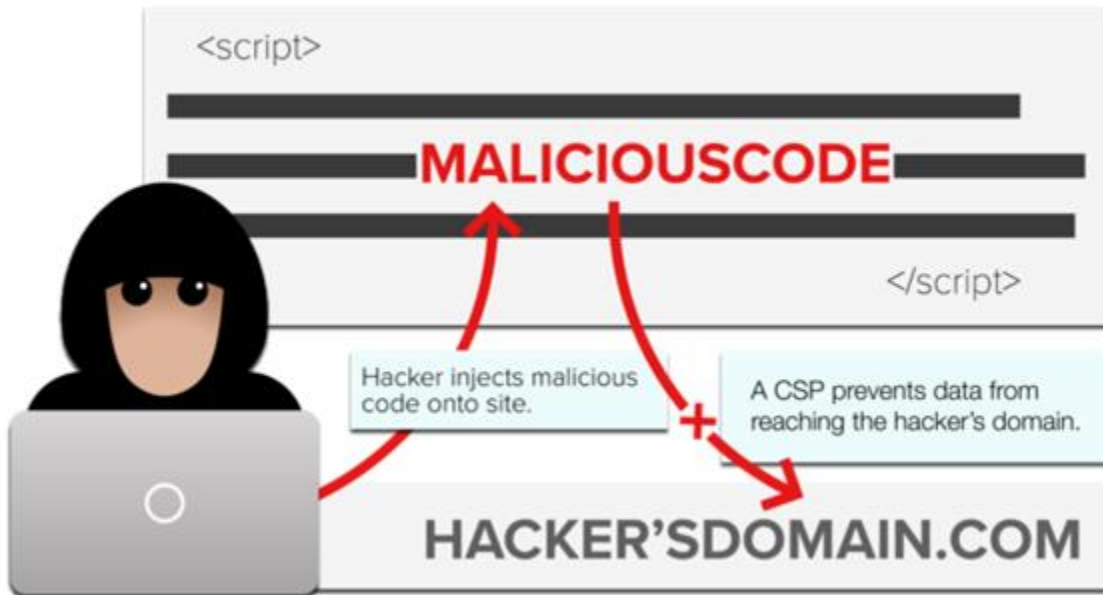 <script>
MALICIOUSCODE
</script>
Hacker injects malicious
code onto site.
A CSP prevents data from
reaching the hacker's domain.
HACKER'SDOMAIN.COM